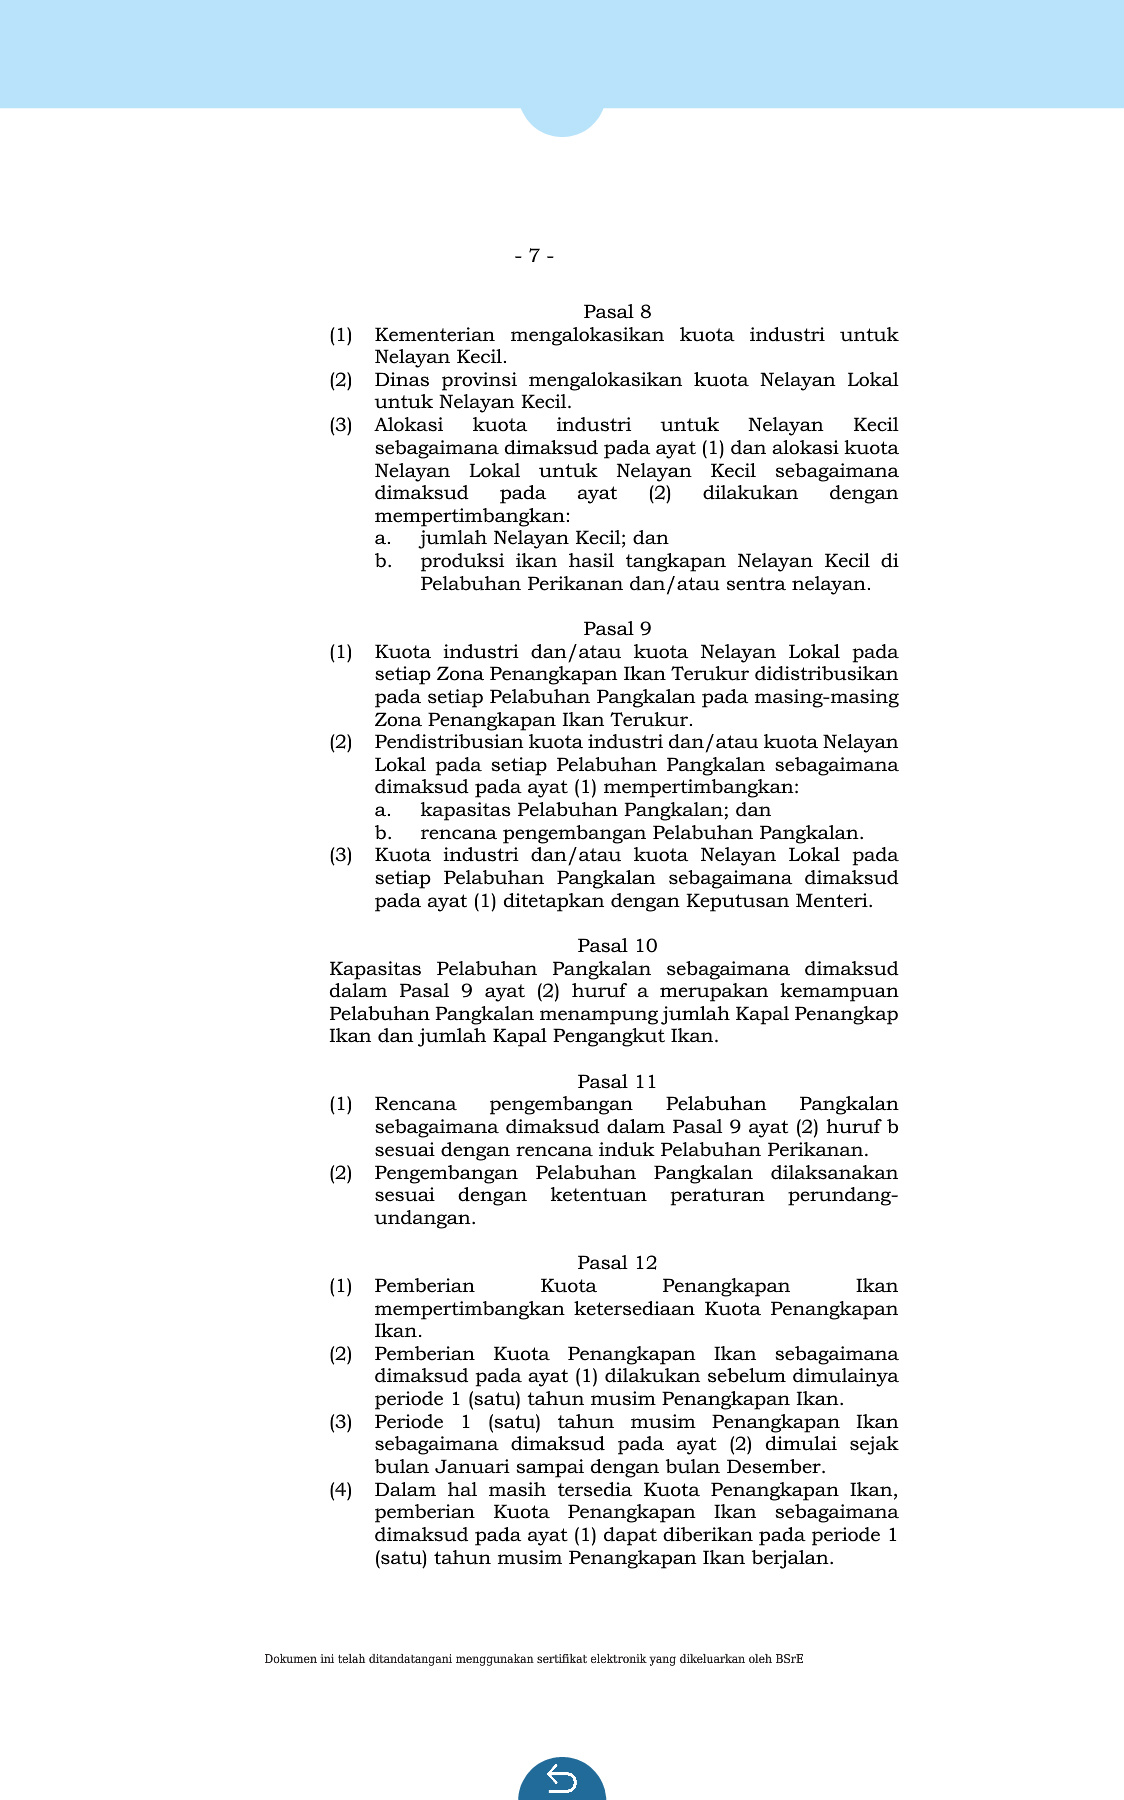 - 7 -
Pasal 8
(1) Kementerian mengalokasikan kuota industri untuk
Nelayan Kecil.
(2) Dinas provinsi mengalokasikan kuota Nelayan Lokal
untuk Nelayan Kecil.
(3) Alokasi kuota industri untuk Nelayan Kecil
sebagaimana dimaksud pada ayat (1) dan alokasi kuota
Nelayan Lokal untuk Nelayan Kecil sebagaimana
dimaksud pada ayat (2) dilakukan dengan
mempertimbangkan:
a. jumlah Nelayan Kecil; dan
b. produksi ikan hasil tangkapan Nelayan Kecil di
Pelabuhan Perikanan dan/atau sentra nelayan.
Pasal 9
(1) Kuota industri dan/atau kuota Nelayan Lokal pada
setiap Zona Penangkapan Ikan Terukur didistribusikan
pada setiap Pelabuhan Pangkalan pada masing-masing
Zona Penangkapan Ikan Terukur.
(2) Pendistribusian kuota industri dan/atau kuota Nelayan
Lokal pada setiap Pelabuhan Pangkalan sebagaimana
dimaksud pada ayat (1) mempertimbangkan:
a. kapasitas Pelabuhan Pangkalan; dan
b. rencana pengembangan Pelabuhan Pangkalan.
(3) Kuota industri dan/atau kuota Nelayan Lokal pada
setiap Pelabuhan Pangkalan sebagaimana dimaksud
pada ayat (1) ditetapkan dengan Keputusan Menteri.
Pasal 10
Kapasitas Pelabuhan Pangkalan sebagaimana dimaksud
dalam Pasal 9 ayat (2) huruf a merupakan kemampuan
Pelabuhan Pangkalan menampung jumlah Kapal Penangkap
Ikan dan jumlah Kapal Pengangkut Ikan.
Pasal 11
(1) Rencana pengembangan Pelabuhan Pangkalan
sebagaimana dimaksud dalam Pasal 9 ayat (2) huruf b
sesuai dengan rencana induk Pelabuhan Perikanan.
(2) Pengembangan Pelabuhan Pangkalan dilaksanakan
sesuai dengan ketentuan peraturan perundang-
undangan.
Pasal 12
(1) Pemberian Kuota Penangkapan Ikan
mempertimbangkan ketersediaan Kuota Penangkapan
Ikan.
(2) Pemberian Kuota Penangkapan Ikan sebagaimana
dimaksud pada ayat (1) dilakukan sebelum dimulainya
periode 1 (satu) tahun musim Penangkapan Ikan.
(3) Periode 1 (satu) tahun musim Penangkapan Ikan
sebagaimana dimaksud pada ayat (2) dimulai sejak
bulan Januari sampai dengan bulan Desember.
(4) Dalam hal masih tersedia Kuota Penangkapan Ikan,
pemberian Kuota Penangkapan Ikan sebagaimana
dimaksud pada ayat (1) dapat diberikan pada periode 1
(satu) tahun musim Penangkapan Ikan berjalan.
Dokumen ini telah ditandatangani menggunakan sertifikat elektronik yang dikeluarkan oleh BSrE